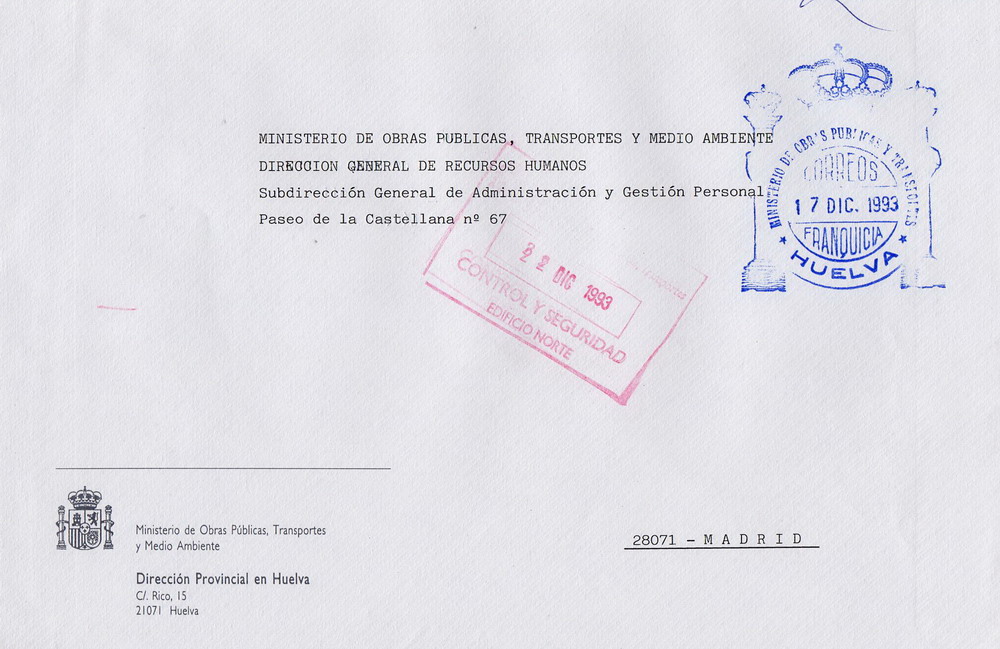 MINISTERIO DE OBRAS PUBLICAS, TRANSPORTES Y MEDIO AMBIENTE
DIRECCION GENERAL DE RECURSOS HUMANOS
Subdirección General de Administración y Gestión Personal
Paseo de la Castellana nº 67
MINISTERIO DE OBRAS PUBLICAS Y TRANSPORTES
CORREOS
17 DIC. 1993
FRANQUICIA
HUELVA
22 DIC 1993
CONTROL Y SEGURIDAD
EDIFICIO NORTE
28071 - MADRID
Ministerio de Obras Públicas, Transportes
y Medio Ambiente
Dirección Provincial en Huelva
C/. Rico, 15
21071 Huelva